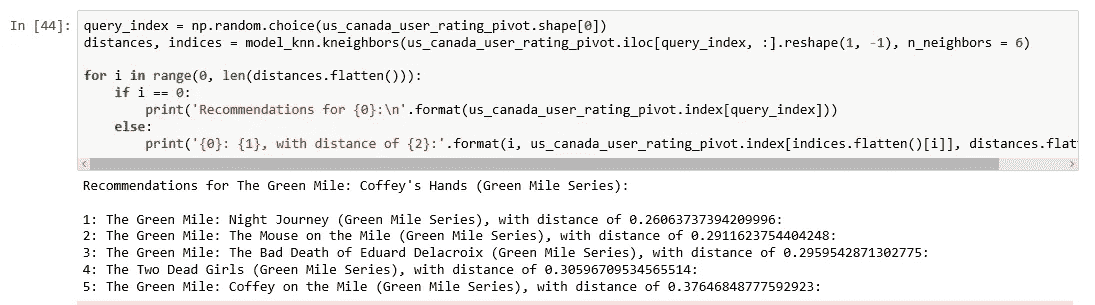 In [44]: query_index = np.random.choice(us_canada_user_rating_pivot.shape[0])
distances, indices = model_knn.kneighbors(us_canada_user_rating_pivot.iloc[query_index, :].reshape(1, -1), n_neighbors = 6)
for i in range(0, len(distances.flatten())):
if i == 0:
print('Recommendations for {0}:\n'.format(us_canada_user_rating_pivot.index[query_index]))
else:
print('{0}: {1}, with distance of {2}:'.format(i, us_canada_user_rating_pivot.index[indices.flatten()[i]], distances.flat
Recommendations for The Green Mile: Coffey's Hands (Green Mile Series):
1: The Green Mile: Night Journey (Green Mile Series), with distance of 0.26063737394209996:
2: The Green Mile: The Mouse on the Mile (Green Mile Series), with distance of 0.2911623754404248:
3: The Green Mile: The Bad Death of Eduard Delacroix (Green Mile Series), with distance of 0.2959542871302775:
4: The Two Dead Girls (Green Mile Series), with distance of 0.30596709534565514:
5: The Green Mile: Coffey on the Mile (Green Mile Series), with distance of 0.37646848777592923: